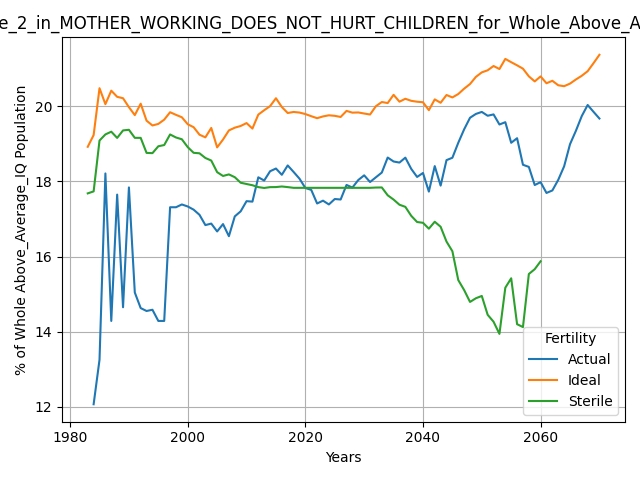 e_2_in_MOTHER_WORKING_DOES_NOT_HURT_CHILDREN_for_Whole_Above_A
% of Whole Above_Average_IQ Population
20
18
16
14
12
1980
2000
2020
2040
2060
Years
Fertility
Actual
Ideal
Sterile